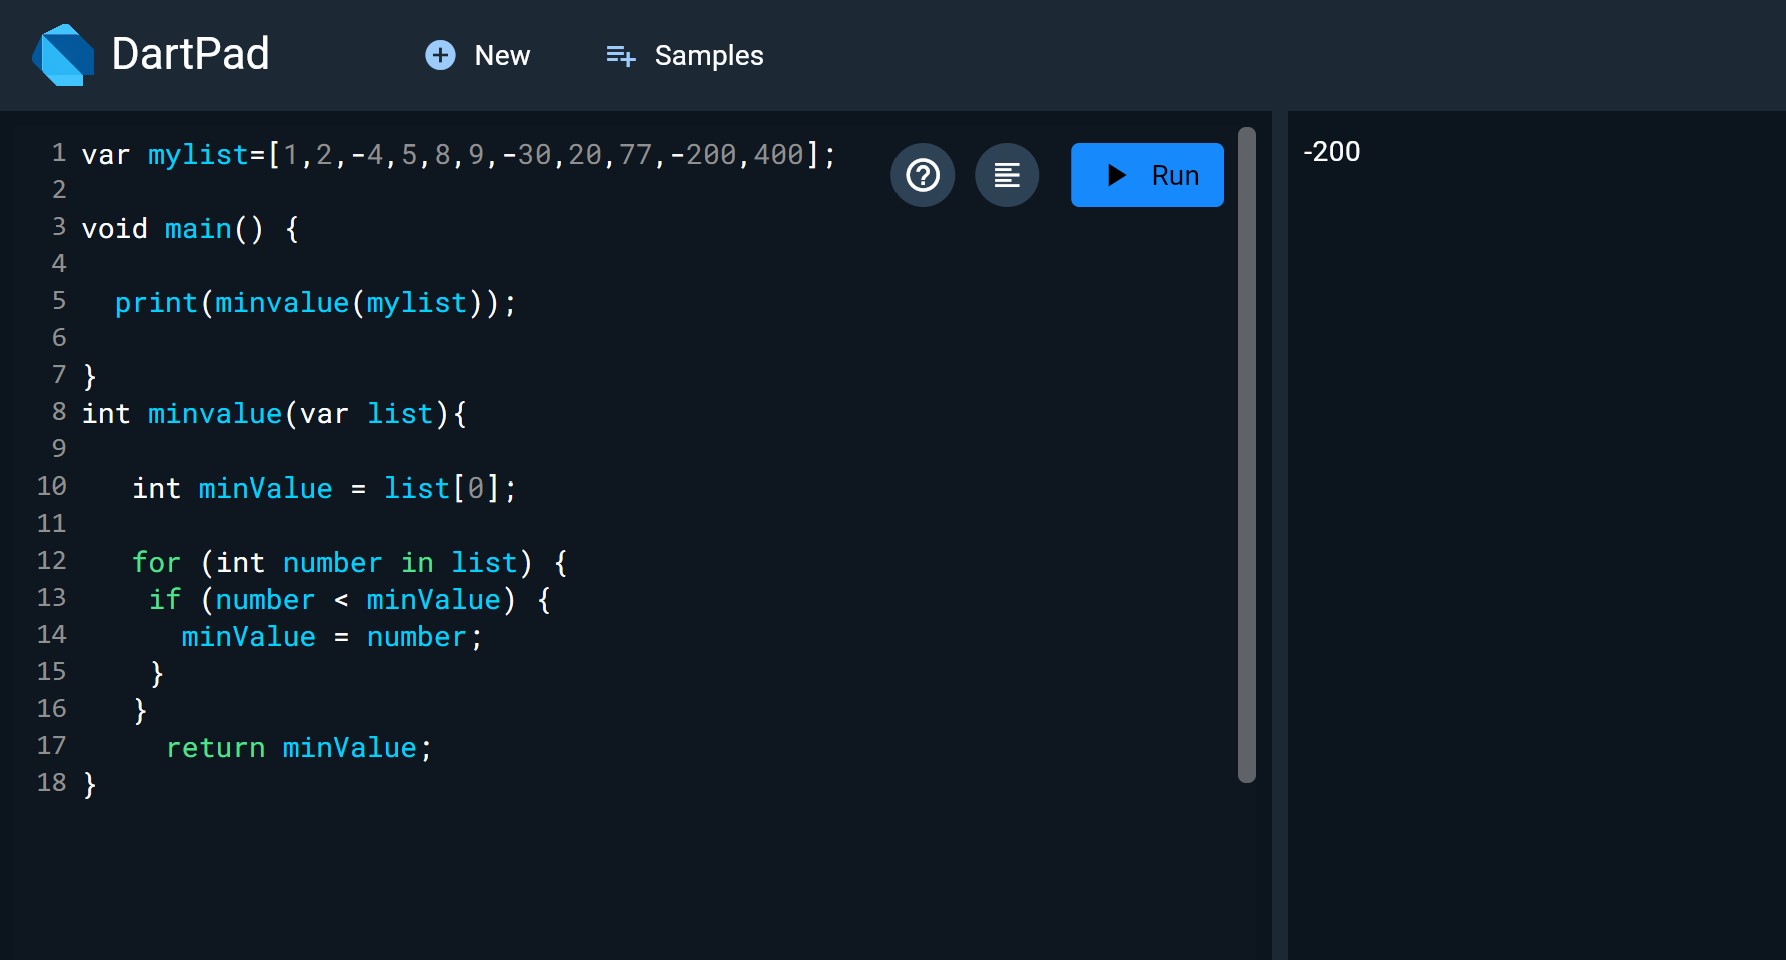 DartPad
New
Samples
1 var mylist=[1,2,-4,5,8,9,-30,20,77,-200,400];
2
3 void main() {
4
5   print(minvalue(mylist));
6
7 }
8 int minvalue(var list){
9
10    int minValue = list[0];
11
12    for (int number in list) {
13     if (number < minValue) {
14       minValue = number;
15     }
16    }
17      return minValue;
18 }
Run
-200